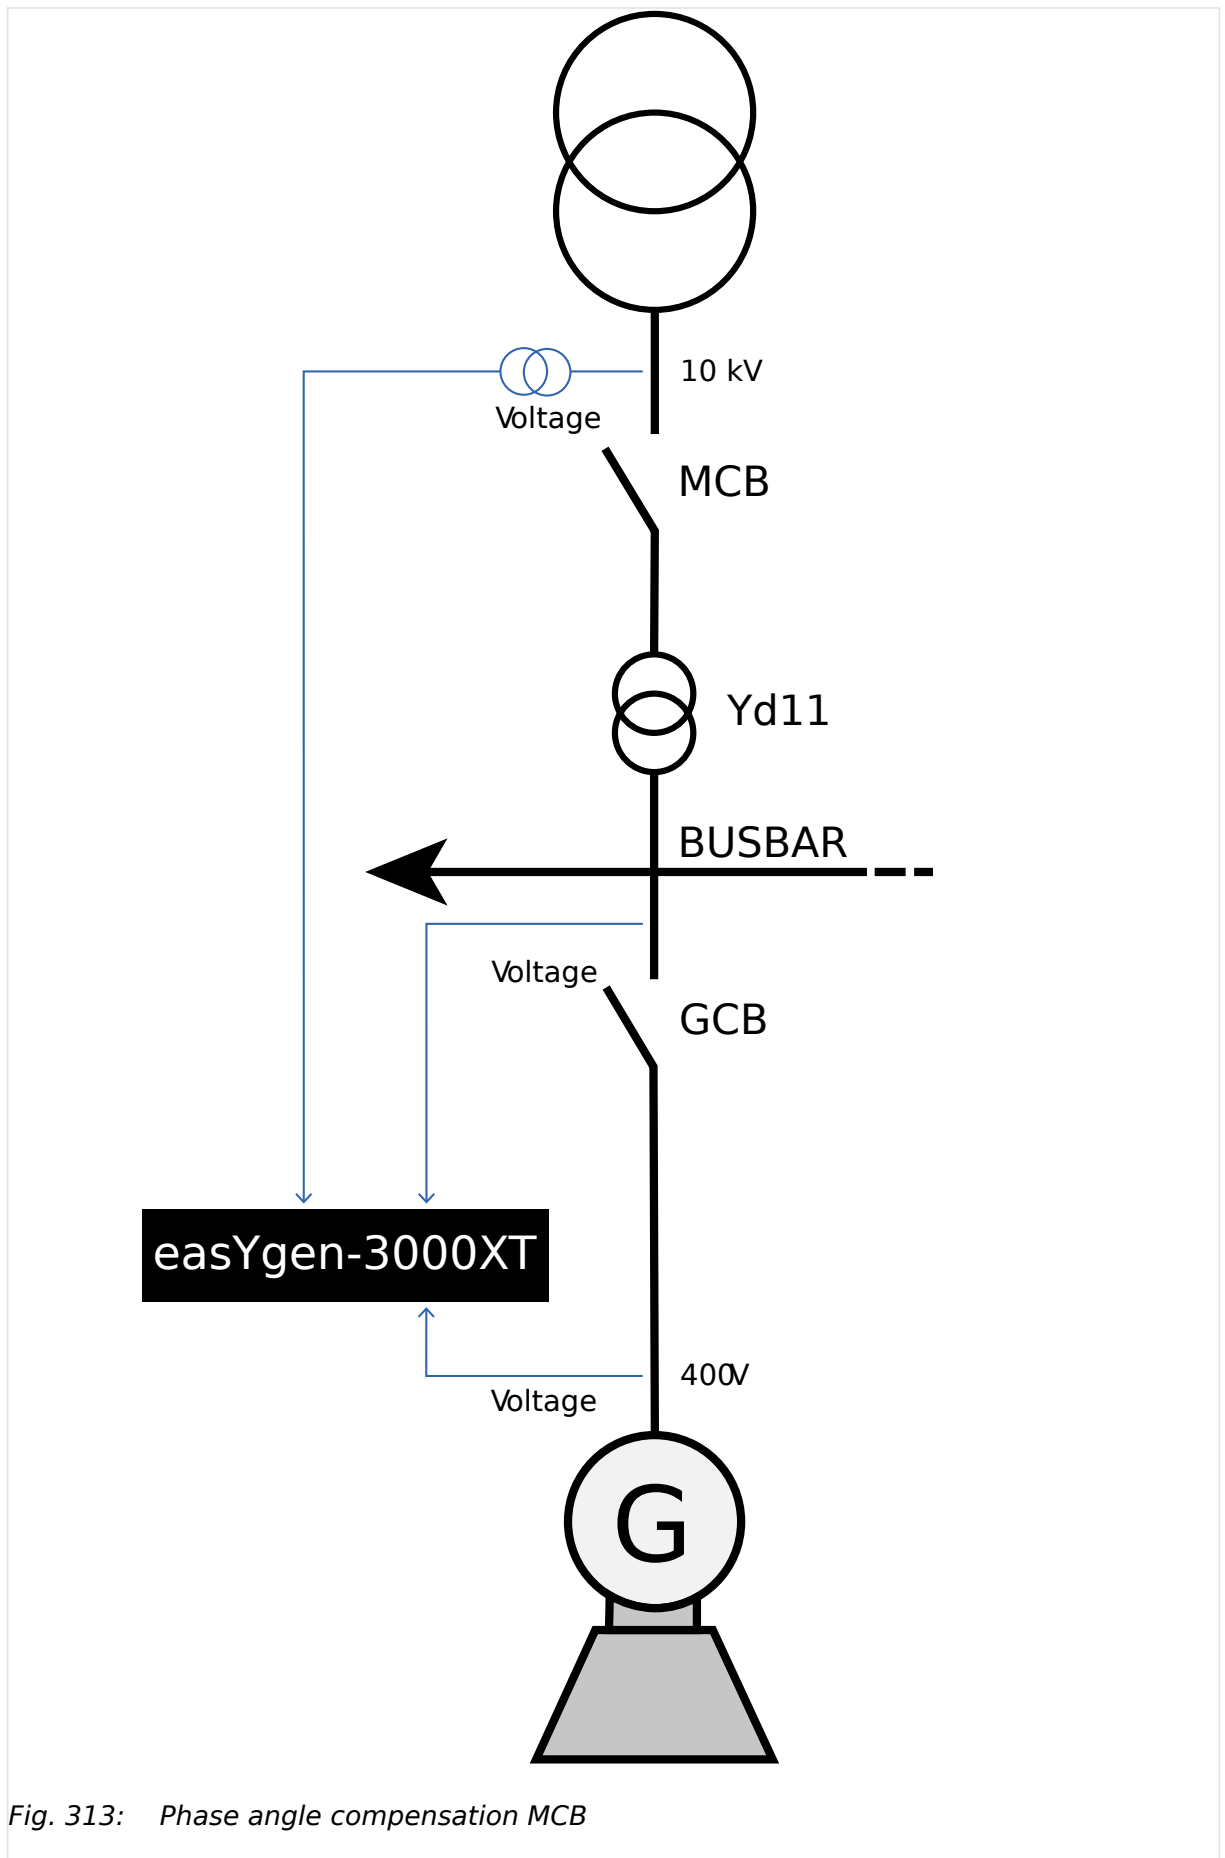 10 kV
Voltage
MCB
Yd11
BUSBAR
Voltage
GCB
easYgen-3000XT
400V
Voltage
G
Fig. 313: Phase angle compensation MCB